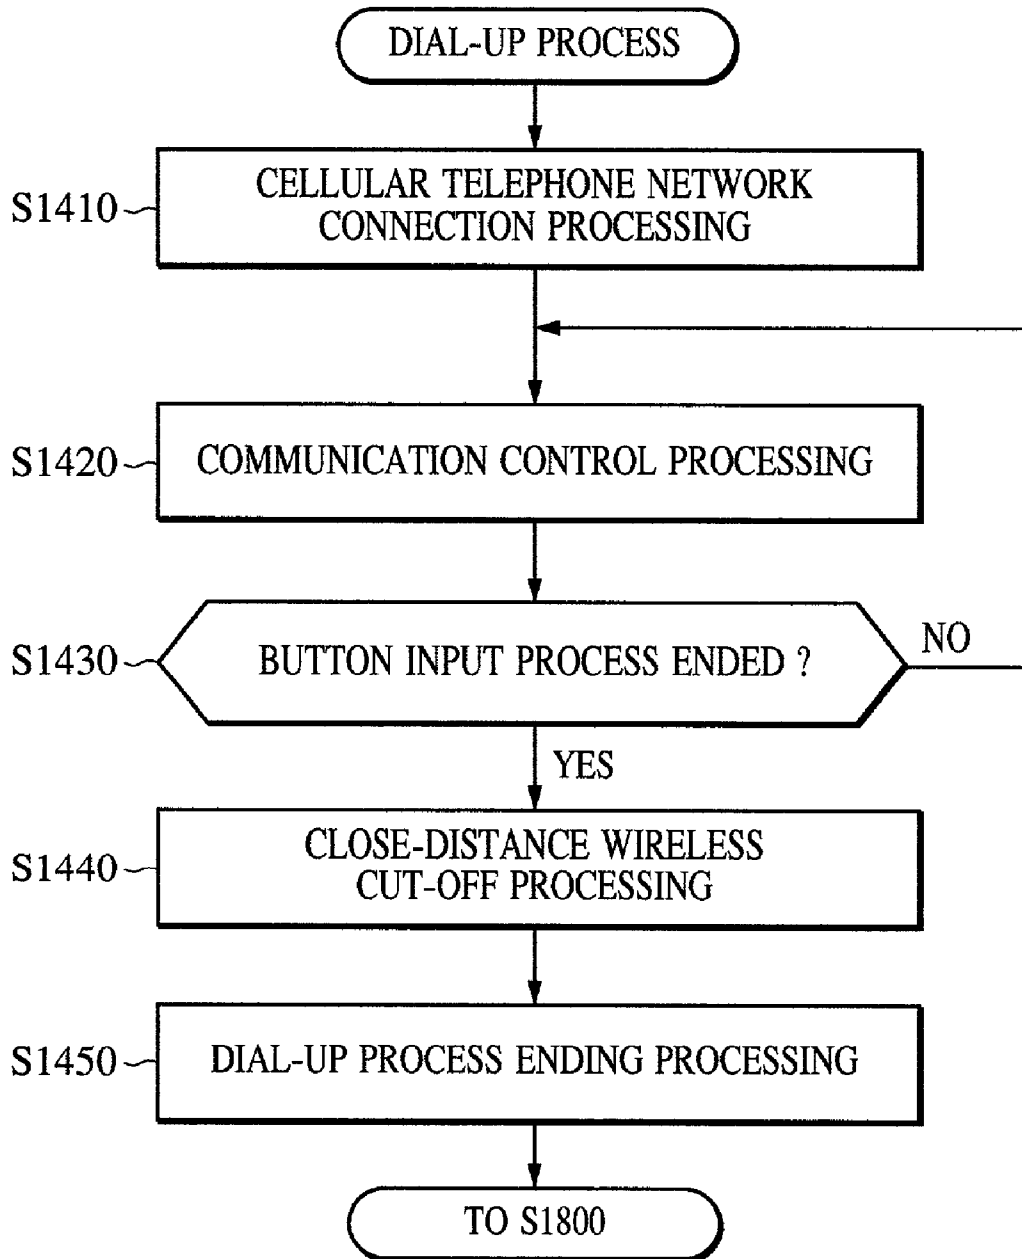 DIAL-UP PROCESS
S1410
CELLULAR TELEPHONE NETWORK
CONNECTION PROCESSING
S1420
COMMUNICATION CONTROL PROCESSING
S1430
BUTTON INPUT PROCESS ENDED ?
NO
YES
S1440
CLOSE-DISTANCE WIRELESS
CUT-OFF PROCESSING
S1450
DIAL-UP PROCESS ENDING PROCESSING
TO S1800